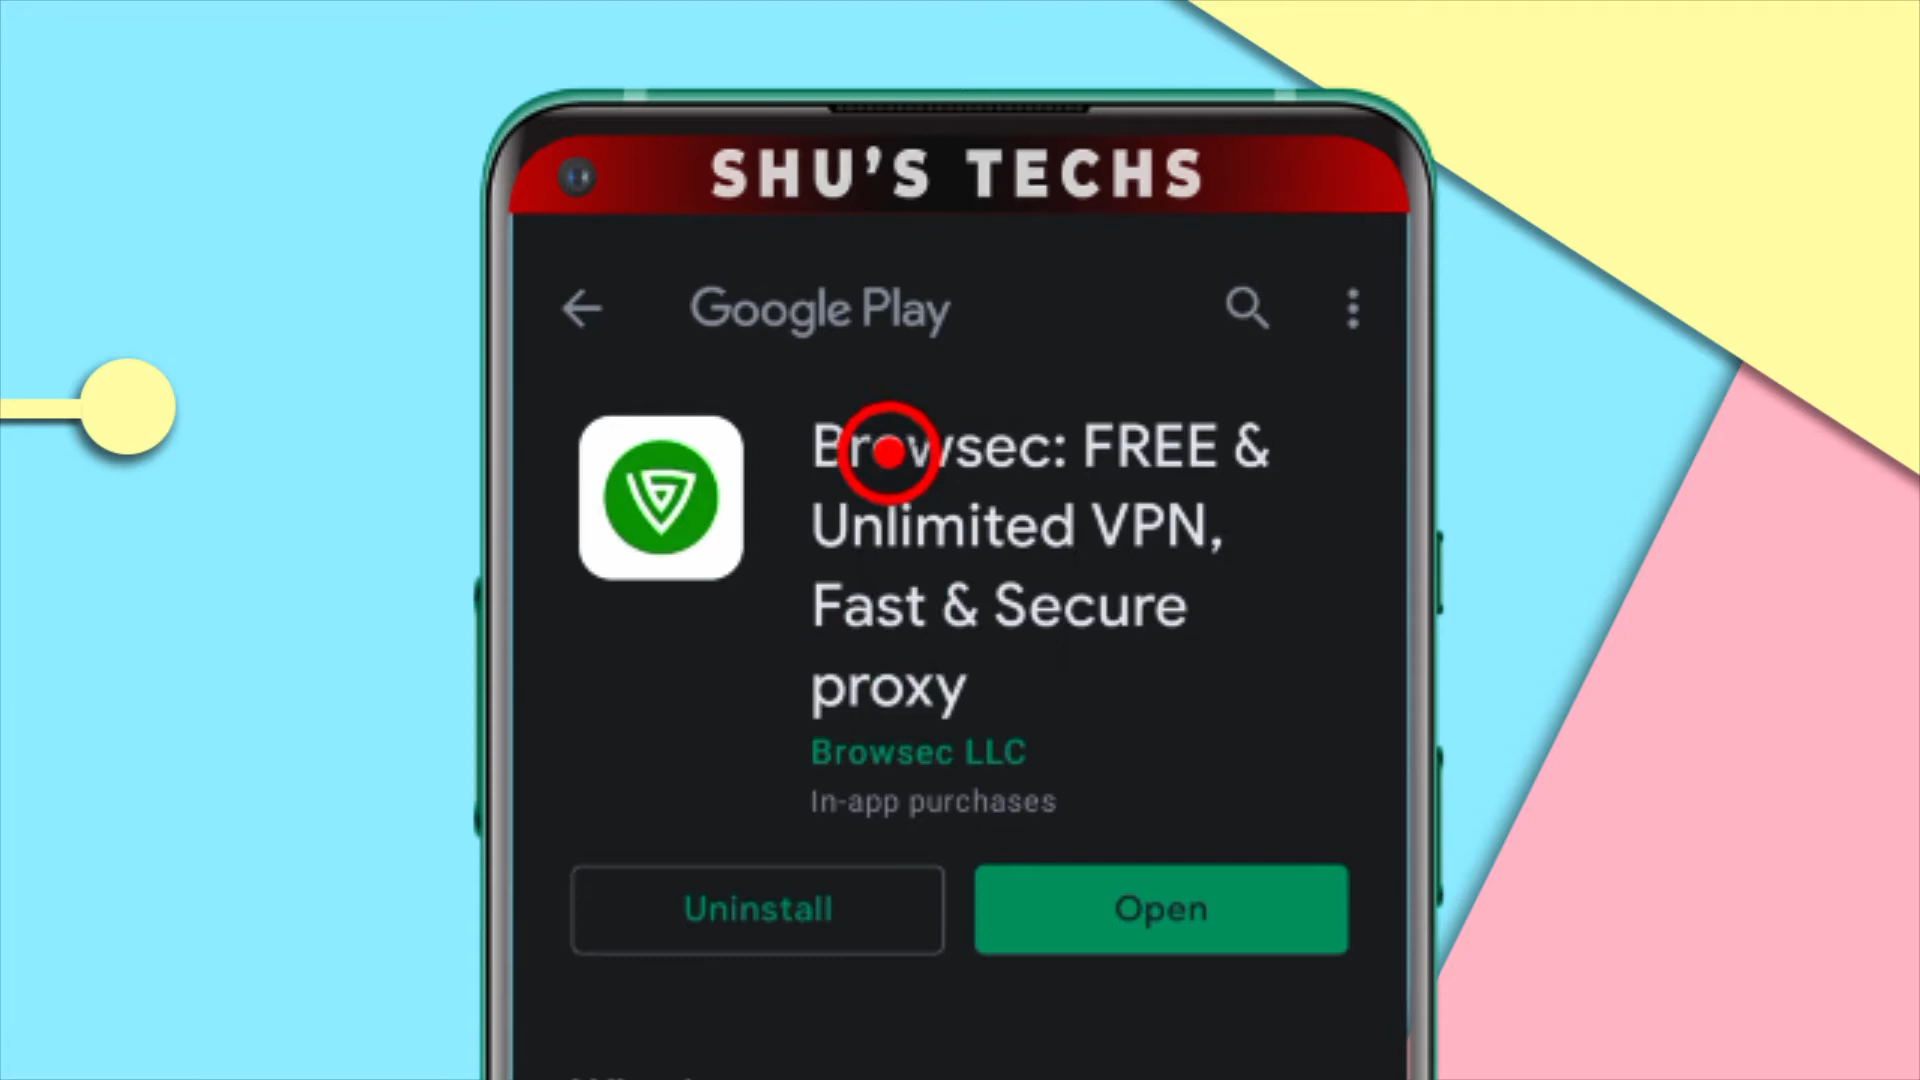 SHU'S TECHS
Google Play
Browsec: FREE &
Unlimited VPN,
Fast & Secure
proxy
Browsec LLC
In-app purchases
Uninstall
Open